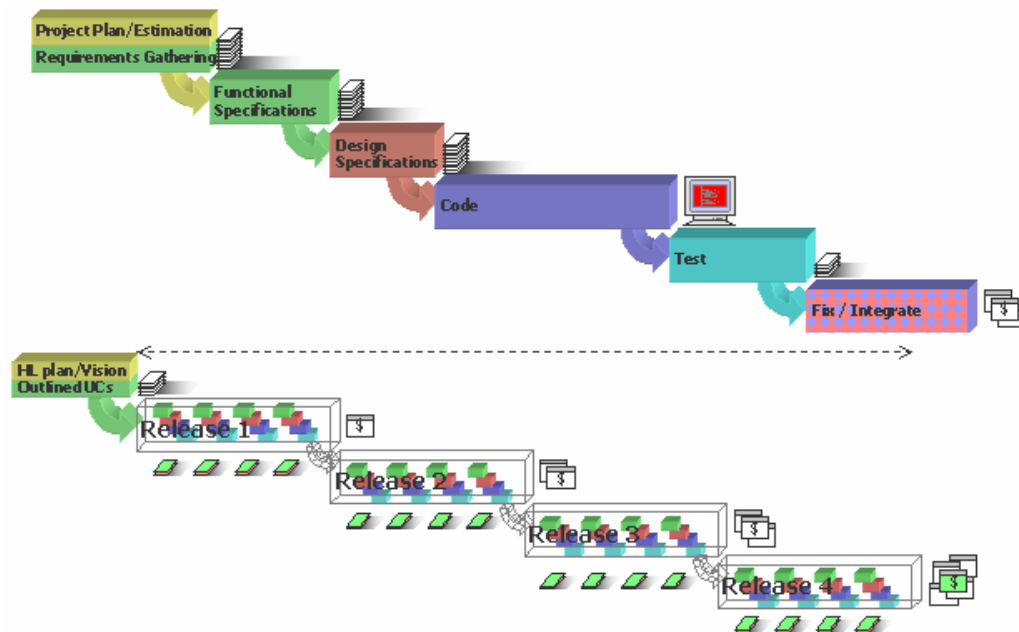 Project Plan/Estimation
Requirements Gathering
Functional
Specifications
Design
Specifications
Code
Test
Fix / Integrate
$
HL plan/Vision
Outlined UCs
Release 1
$
Release 2
$
Release 3
$
Release 4
$